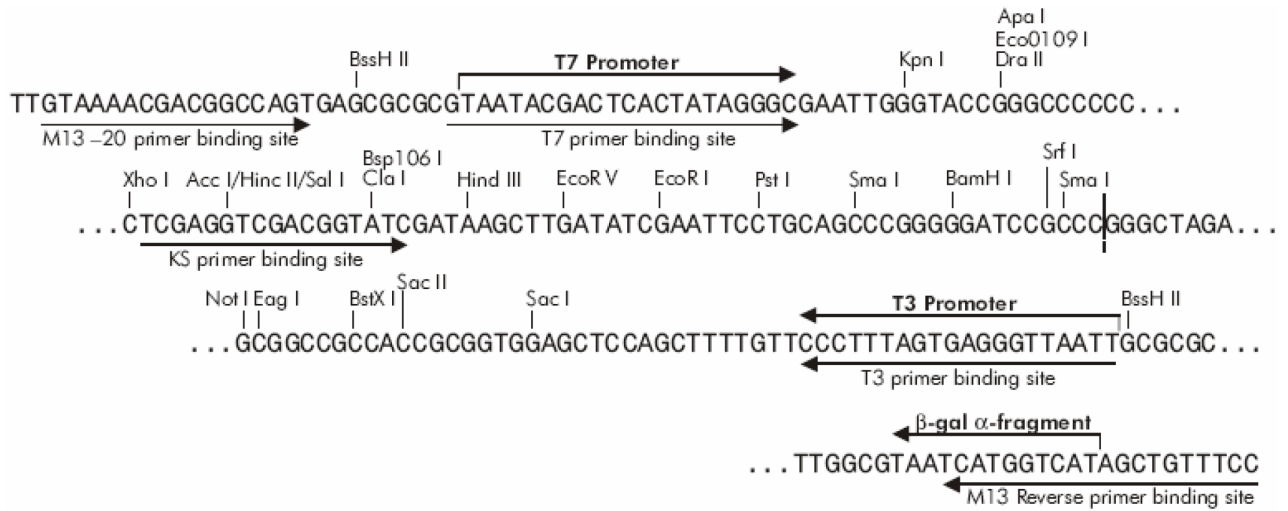 Apa I
Eco0109 I
BssH II T7 Promoter Kpn I Dra II
TTGTAAAACGACGGCCAGTGAGCGCGCGTAATACGACTCACTATAGGGCGAATTGGGTACCGGGCCCCCC...
M13 –20 primer binding site T7 primer binding site
Srf I
Bsp106 I
Xho I Acc I/Hinc II/Sal I Cla I Hind III EcoR V EcoR I Pst I Sma I BamH I Sma I
...CTCGAGGTCGACGGTATCGATAAGCTTGATATCGAATTCCTGCAGCCCGGGGGATCCGCCCGGGCTAGA...
KS primer binding site
Sac II
Not I Eag I BstX I Sac I T3 Promoter BssH II
...GCGGCCGCCACCGCGGTGGAGCTCCAGCTTTTGTTCCCTTTAGTGAGGGTTAATTGCGCGC...
T3 primer binding site
β-gal α-fragment
...TTGGCGTAATCATGGTCATAGCTGTTTCC
M13 Reverse primer binding site